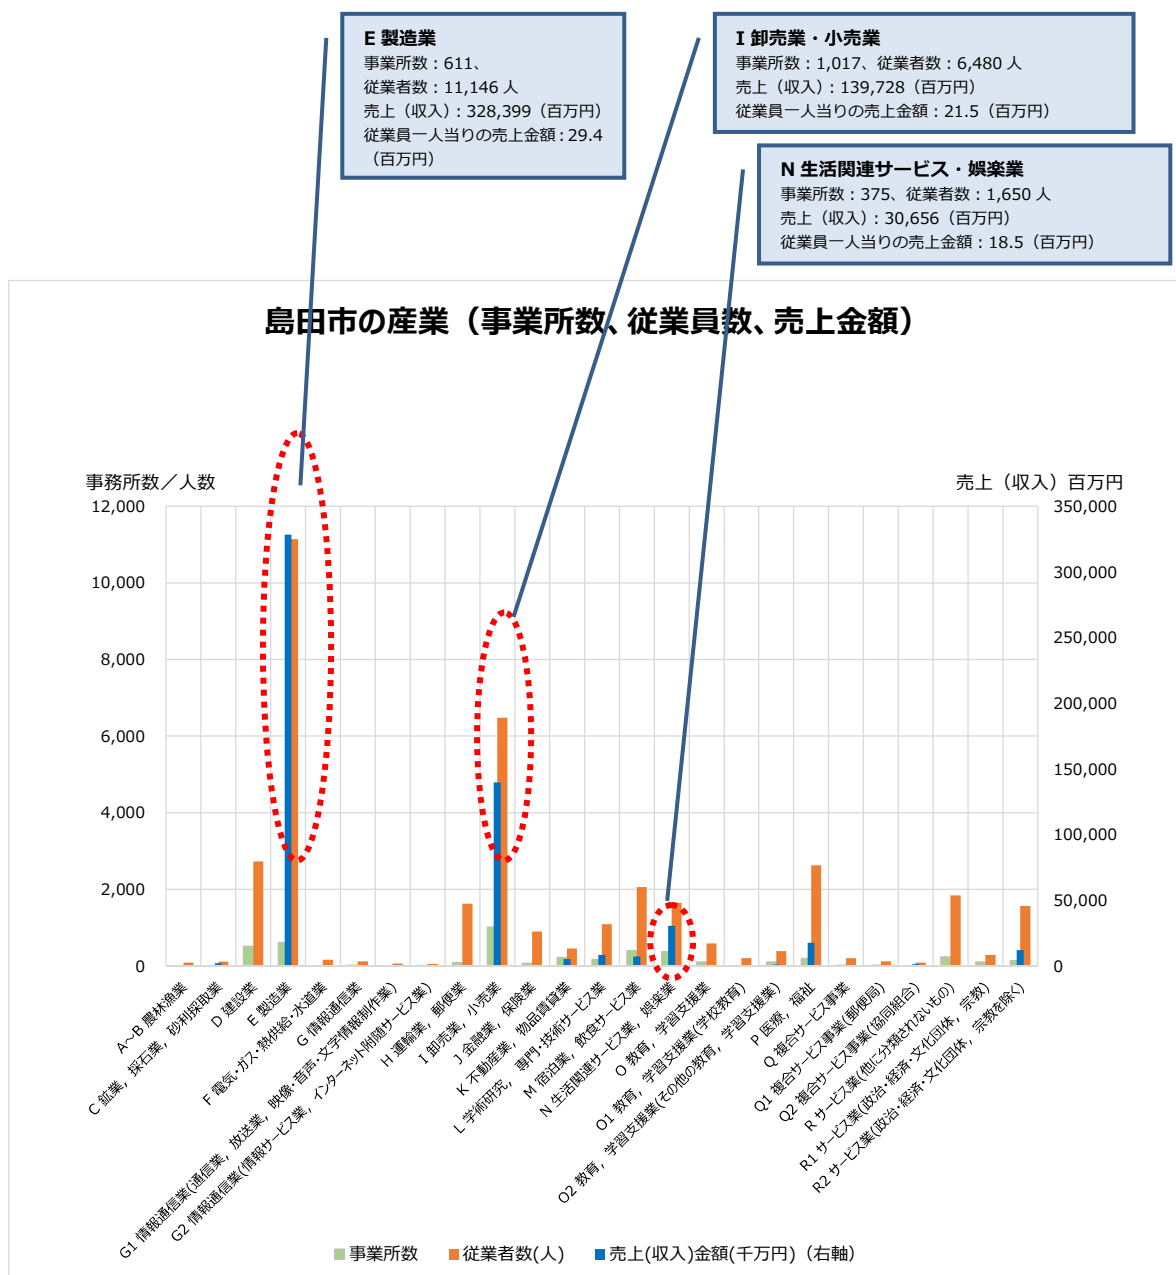 E 製造業
事業所数：611、
従業者数：11,146 人
売上（収入）：328,399（百万円）
従業員一人当りの売上金額：29.4
（百万円）
I 卸売業・小売業
事業所数：1,017、従業者数：6,480 人
売上（収入）：139,728（百万円）
従業員一人当りの売上金額：21.5（百万円）
N 生活関連サービス・娯楽業
事業所数：375、従業者数：1,650 人
売上（収入）：30,656（百万円）
従業員一人当りの売上金額：18.5（百万円）
島田市の産業（事業所数、従業員数、売上金額）
事務所数／人数
売上（収入）百万円
12,000
10,000
8,000
6,000
4,000
2,000
0
350,000
300,000
250,000
200,000
150,000
100,000
50,000
0
A~B 農林漁業
C 鉱業，採石業，砂利採取業
D 建設業
E 製造業
F 電気・ガス・熱供給・水道業
G 情報通信業
G1 情報通信業(通信業，放送業，映像・音声・文字情報制作業)
G2 情報通信業(情報サービス業，インターネット附随サービス業)
H 運輸業，郵便業
I 卸売業，小売業
J 金融業，保険業
K 不動産業，物品賃貸業
L 学術研究，専門・技術サービス業
M 宿泊業，飲食サービス業
N 生活関連サービス業，娯楽業
O 教育，学習支援業
O1 教育，学習支援業(学校教育)
O2 教育，学習支援業(その他の教育，学習支援業)
P 医療，福祉
Q 複合サービス事業
Q1 複合サービス事業(郵便局)
Q2 複合サービス事業(協同組合)
R サービス業(他に分類されないもの)
R1 サービス業(政治・経済・文化団体，宗教)
R2 サービス業(政治・経済・文化団体，宗教を除く)
事業所数
従業者数(人)
売上(収入)金額(千万円)（右軸）